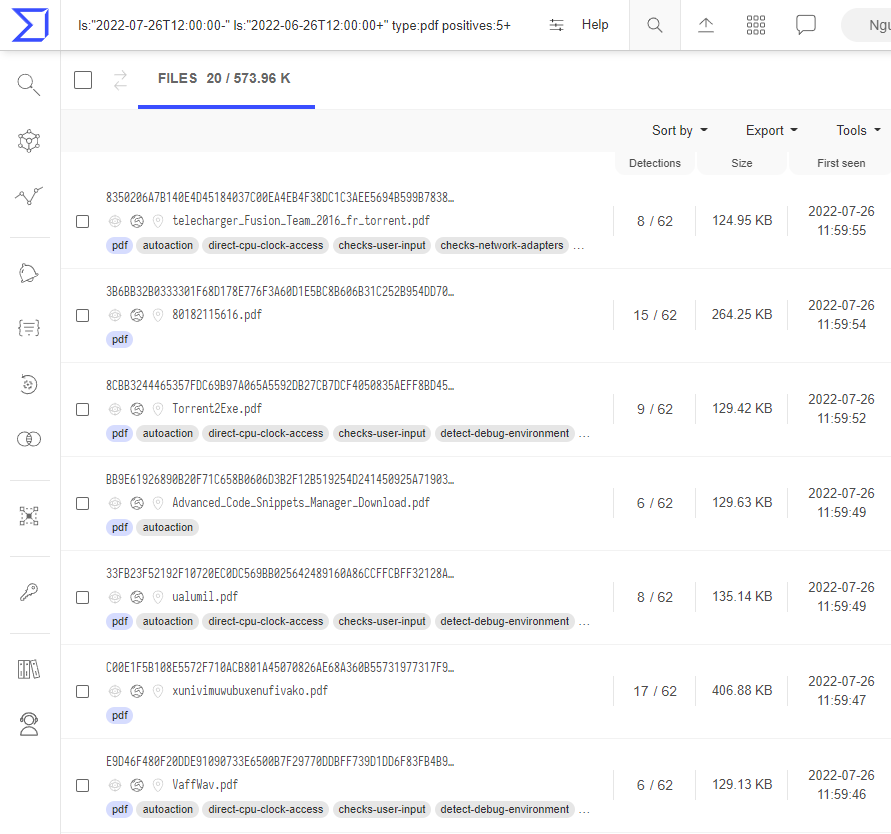 ls:"2022-07-26T12:00:00-" ls:"2022-06-26T12:00:00+" type:pdf positives:5+ Help Ngu
FILES 20 / 573.96 K
Sort by Export Tools
Detections Size First seen
8350206A7B140E4D45184037C00EA4EB4F38DC1C3AEE5694B599B7838…
telecharger_Fusion_Team_2016_fr_torrent.pdf
pdf autoaction direct-cpu-clock-access checks-user-input checks-network-adapters ...
8 / 62 124.95 KB 2022-07-26
11:59:55
3B6BB32B0333301F68D178E776F3A60D1E5BC8B606B31C252B954DD70…
80182115616.pdf
pdf
15 / 62 264.25 KB 2022-07-26
11:59:54
8CBB3244465357FDC69B97A065A5592DB27CB7DCF4050835AEFF8BD45…
Torrent2Exe.pdf
pdf autoaction direct-cpu-clock-access checks-user-input detect-debug-environment ...
9 / 62 129.42 KB 2022-07-26
11:59:52
BB9E61926890B20F71C658B0606D3B2F12B519254D241450925A71903…
Advanced_Code_Snippets_Manager_Download.pdf
pdf autoaction
6 / 62 129.63 KB 2022-07-26
11:59:49
33FB23F52192F10720EC0DC569BB025642489160A86CCFFCBFF32128A…
ualumil.pdf
pdf autoaction direct-cpu-clock-access checks-user-input detect-debug-environment ...
8 / 62 135.14 KB 2022-07-26
11:59:49
C00E1F5B108E5572F710ACB801A45070826AE68A360B55731977317F9…
xunivimuwubuxenufivako.pdf
pdf
17 / 62 406.88 KB 2022-07-26
11:59:47
E9D46F480F20DDE91090733E6500B7F29770DDBFF739D1DD6F83FB4B9…
VaffWav.pdf
pdf autoaction direct-cpu-clock-access checks-user-input detect-debug-environment ...
6 / 62 129.13 KB 2022-07-26
11:59:46